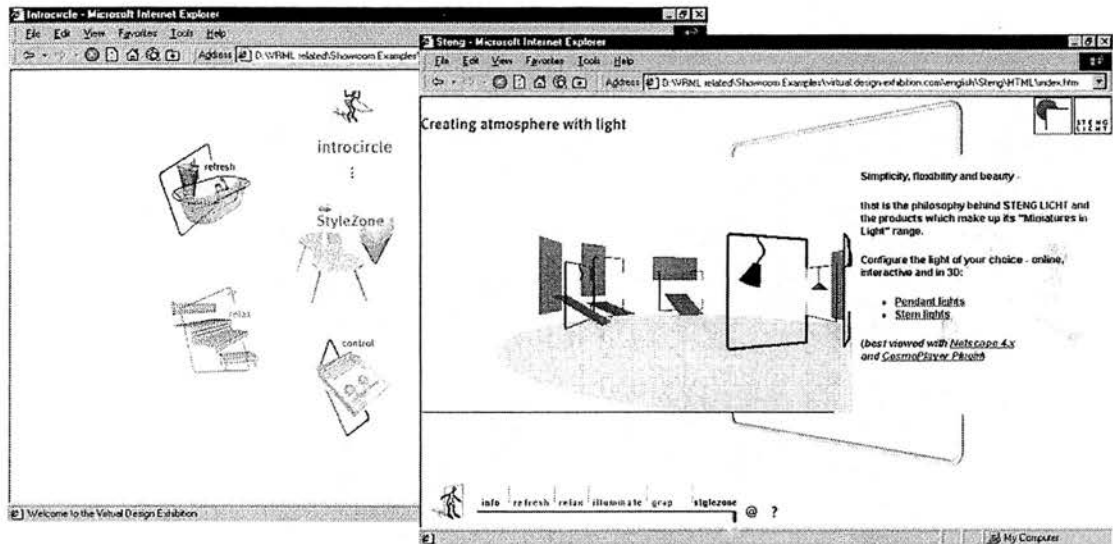 Introcircle - Microsoft Internet Explorer
File Edit View Favorites Tools Help
Address D:\VRML related\Showroom Examples\
refresh
introcircle
StyleZone
relax
control
Welcome to the Virtual Design Exhibition
Steng - Microsoft Internet Explorer
File Edit View Favorites Tools Help
Address D:\VRML related\Showroom Examples\virtual design-exhibition.com\english\Steng\HTML\index.htm
Creating atmosphere with light
STENG
LICHT
Simplicity, flexibility and beauty -
that is the philosophy behind STENG LICHT and
the products which make up its "Miniatures in
Light" range.
Configure the light of your choice - online,
interactive and in 3D:
• Pendant lights
• Stem lights
(best viewed with Netscape 4.x
and CosmoPlayer Plugin)
info refresh relax illuminate grap stylezone @ ?
My Computer